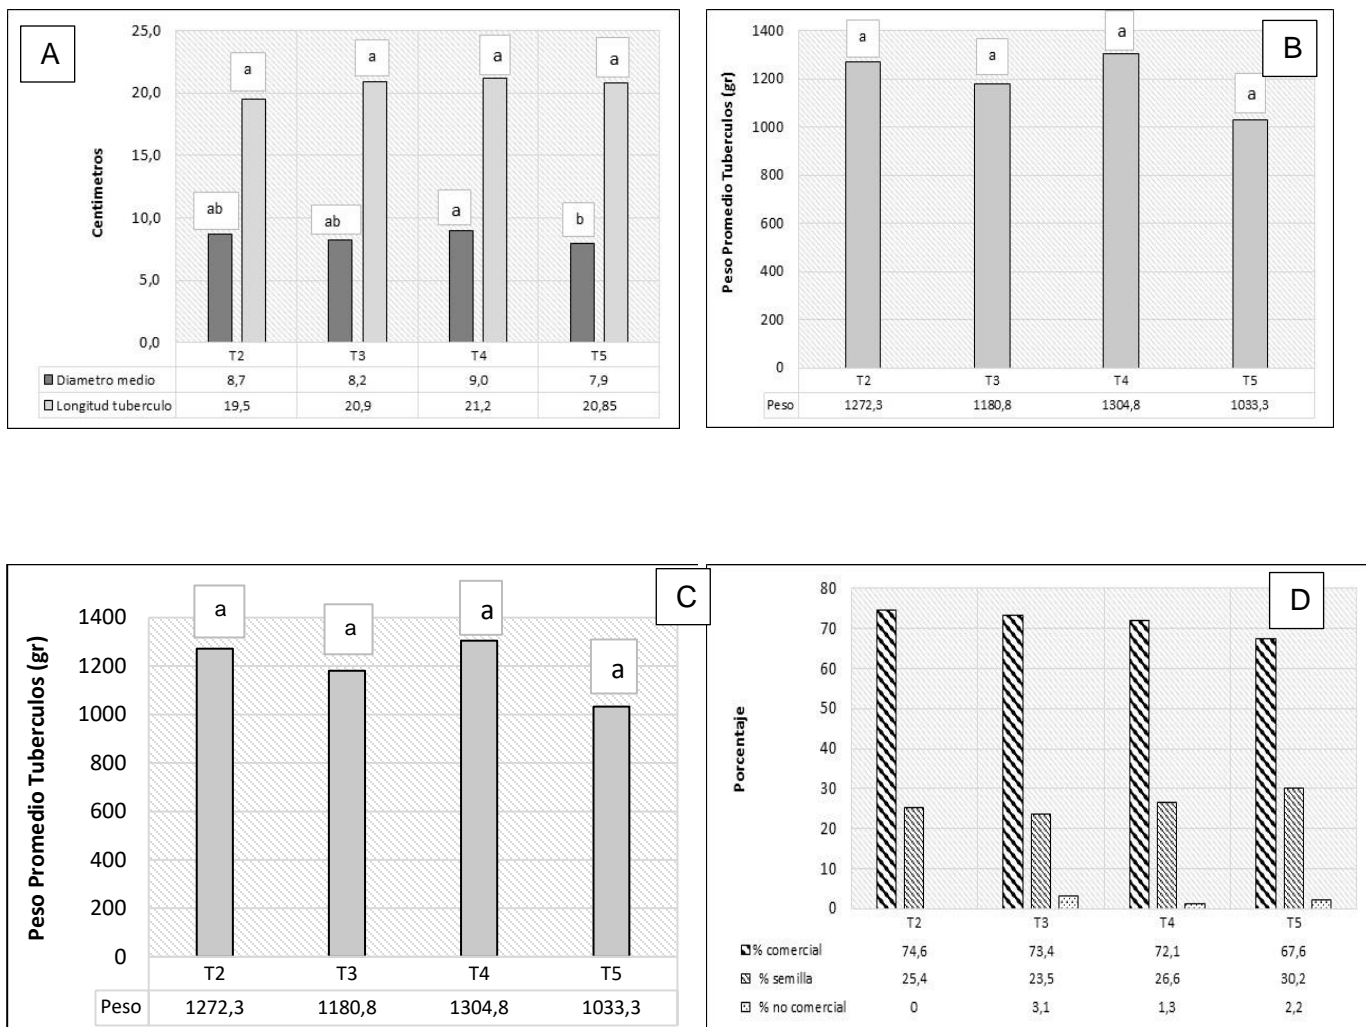 A
25,0
20,0
15,0
10,0
5,0
0,0
Centimetros
a
a
a
a
ab
ab
a
b
T2 T3 T4 T5
Diametro medio 8,7 8,2 9,0 7,9
Longitud tuberculo 19,5 20,9 21,2 20,85
B
1400
1200
1000
800
600
400
200
0
Peso Promedio Tuberculos (gr)
a
a
a
a
T2 T3 T4 T5
Peso 1272,3 1180,8 1304,8 1033,3
C
1400
1200
1000
800
600
400
200
0
Peso Promedio Tuberculos (gr)
a
a
a
a
T2 T3 T4 T5
Peso 1272,3 1180,8 1304,8 1033,3
D
80
70
60
50
40
30
20
10
0
Porcentaje
T2 T3 T4 T5
% comercial 74,6 73,4 72,1 67,6
% semilla 25,4 23,5 26,6 30,2
% no comercial 0 3,1 1,3 2,2